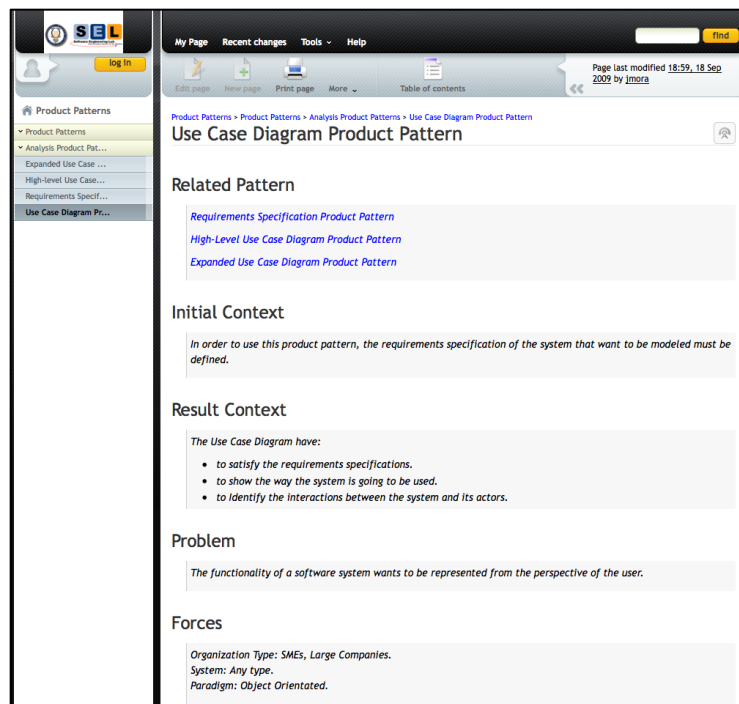 SEL
My Page Recent changes Tools Help
find
log in
Edit page New page Print page More Table of contents
Page last modified 18:59, 18 Sep
2009 by jmora
Product Patterns
Product Patterns
Analysis Product Pat...
Expanded Use Case ...
High-level Use Case...
Requirements Specif...
Use Case Diagram Pr...
Product Patterns > Product Patterns > Analysis Product Patterns > Use Case Diagram Product Pattern
Use Case Diagram Product Pattern
Related Pattern
Requirements Specification Product Pattern
High-Level Use Case Diagram Product Pattern
Expanded Use Case Diagram Product Pattern
Initial Context
In order to use this product pattern, the requirements specification of the system that want to be modeled must be
defined.
Result Context
The Use Case Diagram have:
• to satisfy the requirements specifications.
• to show the way the system is going to be used.
• to Identify the interactions between the system and its actors.
Problem
The functionality of a software system wants to be represented from the perspective of the user.
Forces
Organization Type: SMEs, Large Companies.
System: Any type.
Paradigm: Object Orientated.